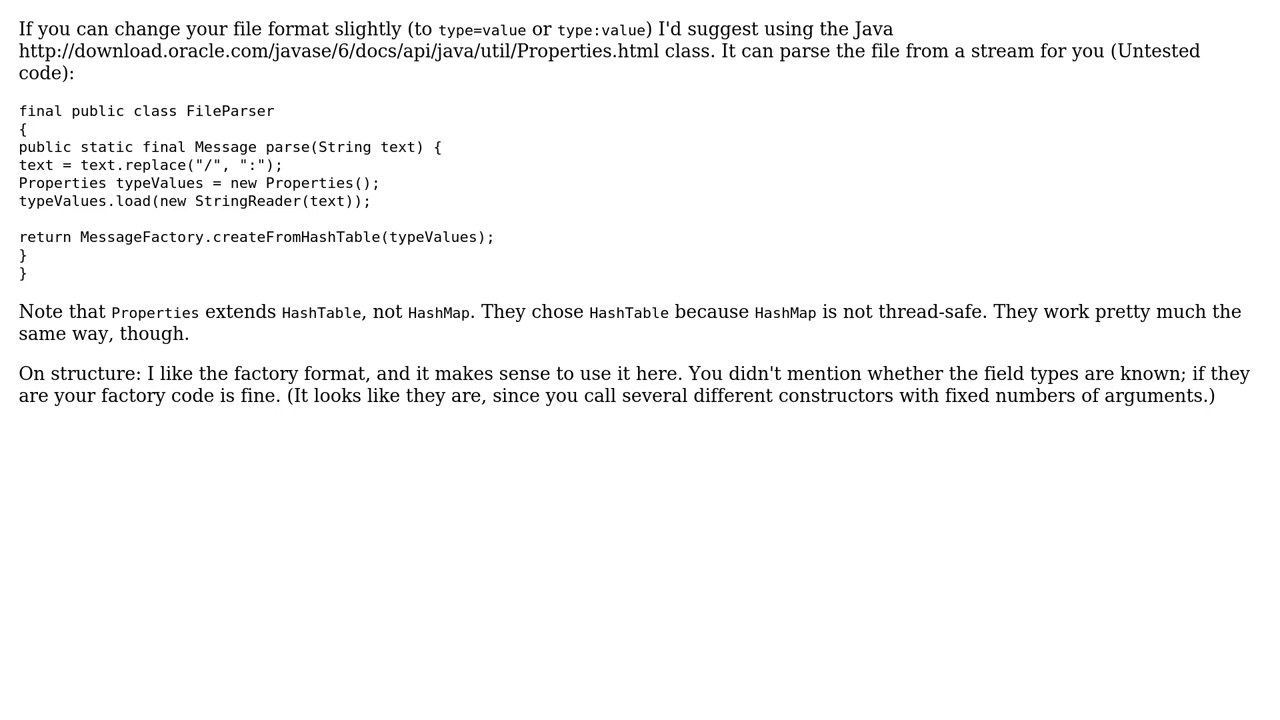 If you can change your file format slightly (to type=value or type:value) I'd suggest using the Java
http://download.oracle.com/javase/6/docs/api/java/util/Properties.html class. It can parse the file from a stream for you (Untested
code):
final public class FileParser
{
public static final Message parse(String text) {
text = text.replace("/", ":");
Properties typeValues = new Properties();
typeValues.load(new StringReader(text));
return MessageFactory.createFromHashTable(typeValues);
}
}
Note that Properties extends HashTable, not HashMap. They chose HashTable because HashMap is not thread-safe. They work pretty much the
same way, though.
On structure: I like the factory format, and it makes sense to use it here. You didn't mention whether the field types are known; if they
are your factory code is fine. (It looks like they are, since you call several different constructors with fixed numbers of arguments.)